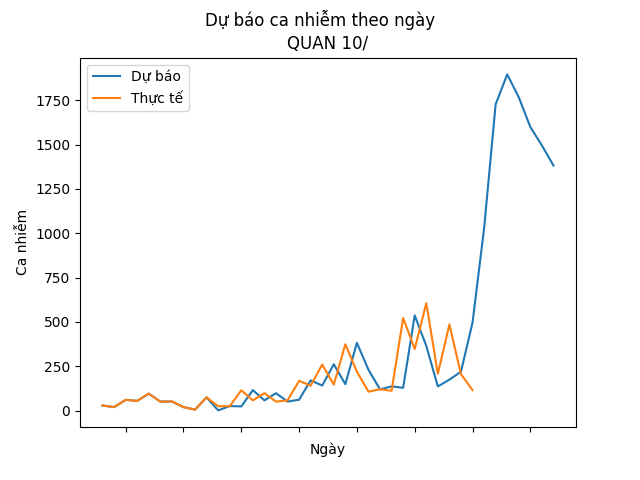 Dự báo ca nhiễm theo ngày
QUAN 10/
Dự báo
Thực tế
1750
1500
1250
1000
750
500
250
0
Ca nhiễm
Ngày